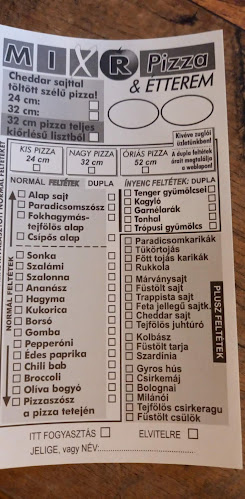 MIXR Pizza
& ÉTTEREM
Cheddar sajttal
töltött szélű pizza!
24 cm:
32 cm:
32 cm pizza teljes
kiőrlésű lisztből
Kivéve zuglói
üzletünkben!
KIS PIZZA
24 cm
NAGY PIZZA
32 cm
ÓRIÁS PIZZA
52 cm
A dupla feltétek
árait megtalálja
a weblapon!
NORMÁL FELTÉTEK DUPLA
Alap sajt
Paradicsomszósz
Fokhagymás-
tejfölös alap
Csípős alap
NORMÁL FELTÉTEK
Sonka
Szalámi
Szalonna
Ananász
Hagyma
Kukorica
Borsó
Gomba
Pepperóni
Édes paprika
Chili bab
Broccoli
Oliva bogyó
Pizzaszósz
a pizza tetején
ÍNYENC FELTÉTEK: DUPLA
Tenger gyümölcsei
Kagyló
Garnélarák
Tonhal
Trópusi gyümölcs
PLUSZ FELTÉTEK
Paradicsomkarikák
Tükörtojás
Főtt tojás karikák
Rukkola
Márványsajt
Füstölt sajt
Trappista sajt
Feta jellegű sajtk.
Cheddar sajt
Tejfölös juhtúró
Kolbász
Füstölt tarja
Szardínia
Gyros hús
Csirkemáj
Bolognai
Milánói
Tejfölös csirkeragu
Füstölt csülök
ITT FOGYASZTÁS
ELVITELRE
JELIGE, vagy NÉV: